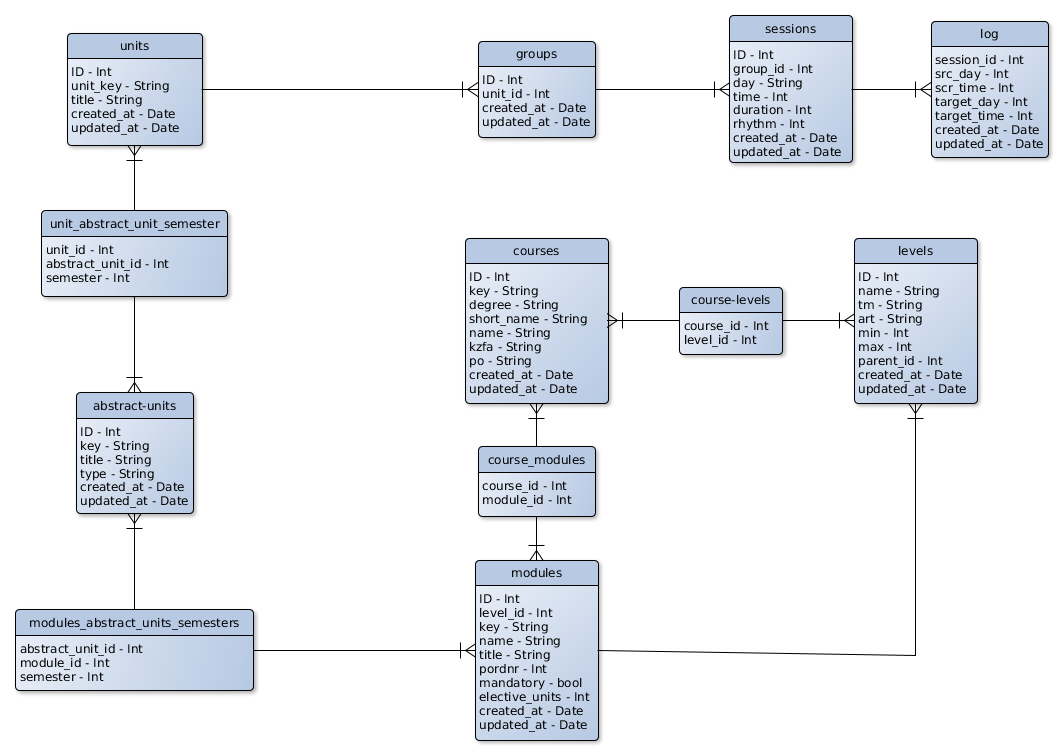 units
ID - Int
unit_key - String
title - String
created_at - Date
updated_at - Date
groups
ID - Int
unit_id - Int
created_at - Date
updated_at - Date
sessions
ID - Int
group_id - Int
day - String
time - Int
duration - Int
rhythm - Int
created_at - Date
updated_at - Date
log
session_id - Int
src_day - Int
scr_time - Int
target_day - Int
target_time - Int
created_at - Date
updated_at - Date
unit_abstract_unit_semester
unit_id - Int
abstract_unit_id - Int
semester - Int
courses
ID - Int
key - String
degree - String
short_name - String
name - String
kzfa - String
po - String
created_at - Date
updated_at - Date
course-levels
course_id - Int
level_id - Int
levels
ID - Int
name - String
tm - String
art - String
min - Int
max - Int
parent_id - Int
created_at - Date
updated_at - Date
abstract-units
ID - Int
key - String
title - String
type - String
created_at - Date
updated_at - Date
course_modules
course_id - Int
module_id - Int
modules_abstract_units_semesters
abstract_unit_id - Int
module_id - Int
semester - Int
modules
ID - Int
level_id - Int
key - String
name - String
title - String
pordnr - Int
mandatory - bool
elective_units - Int
created_at - Date
updated_at - Date